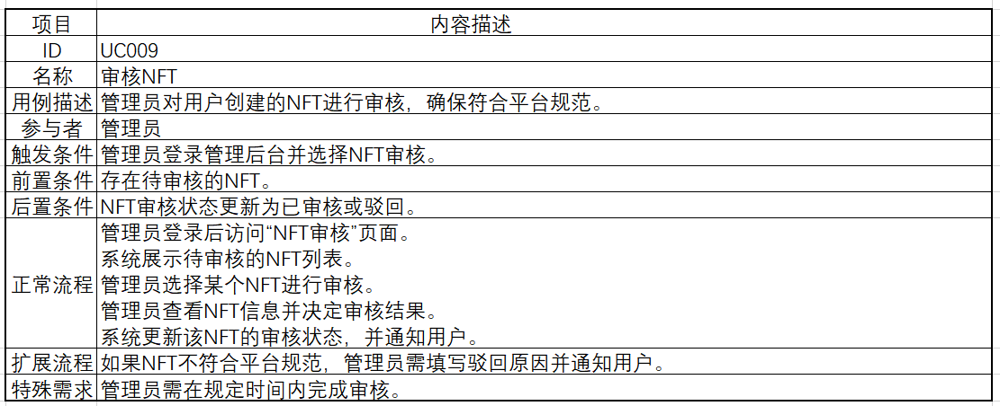 项目 内容描述
ID UC009
名称 审核NFT
用例描述 管理员对用户创建的NFT进行审核，确保符合平台规范。
参与者 管理员
触发条件 管理员登录管理后台并选择NFT审核。
前置条件 存在待审核的NFT。
后置条件 NFT审核状态更新为已审核或驳回。
正常流程 管理员登录后访问“NFT审核”页面。
系统展示待审核的NFT列表。
管理员选择某个NFT进行审核。
管理员查看NFT信息并决定审核结果。
系统更新该NFT的审核状态，并通知用户。
扩展流程 如果NFT不符合平台规范，管理员需填写驳回原因并通知用户。
特殊需求 管理员需在规定时间内完成审核。